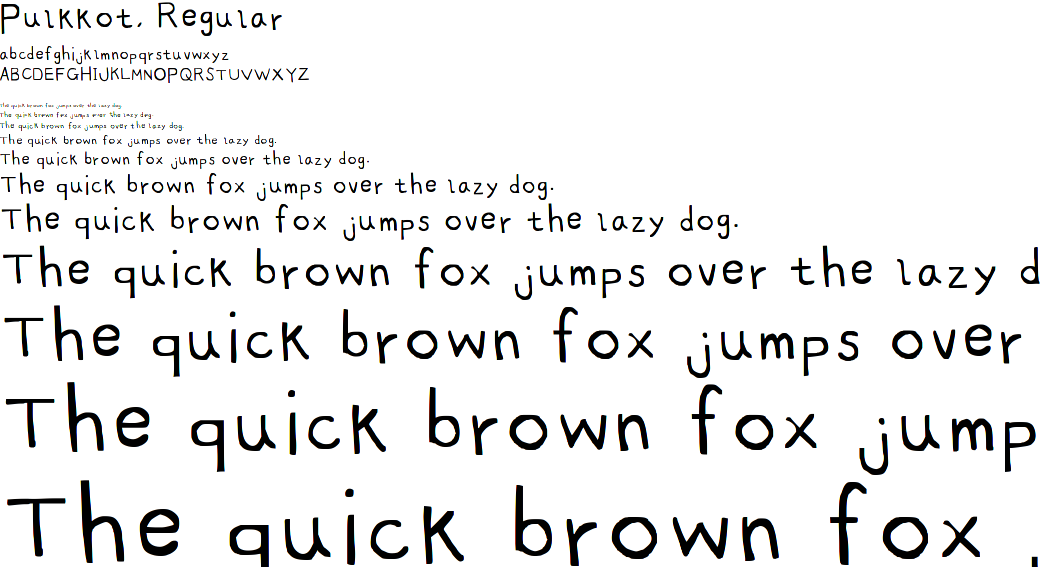 Pulkkot, Regular
abcdefghijklmnopqrstuvwxyz
ABCDEFGHIJKLMNOPQRSTUVWXYZ
The quick brown fox jumps over the lazy dog.
The quick brown fox jumps over the lazy dog.
The quick brown fox jumps over the lazy dog.
The quick brown fox jumps over the lazy dog.
The quick brown fox jumps over the lazy dog.
The quick brown fox jumps over the lazy dog.
The quick brown fox jumps over the lazy dog.
The quick brown fox jumps over the lazy d
The quick brown fox jumps over
The quick brown fox jump
The quick brown fox